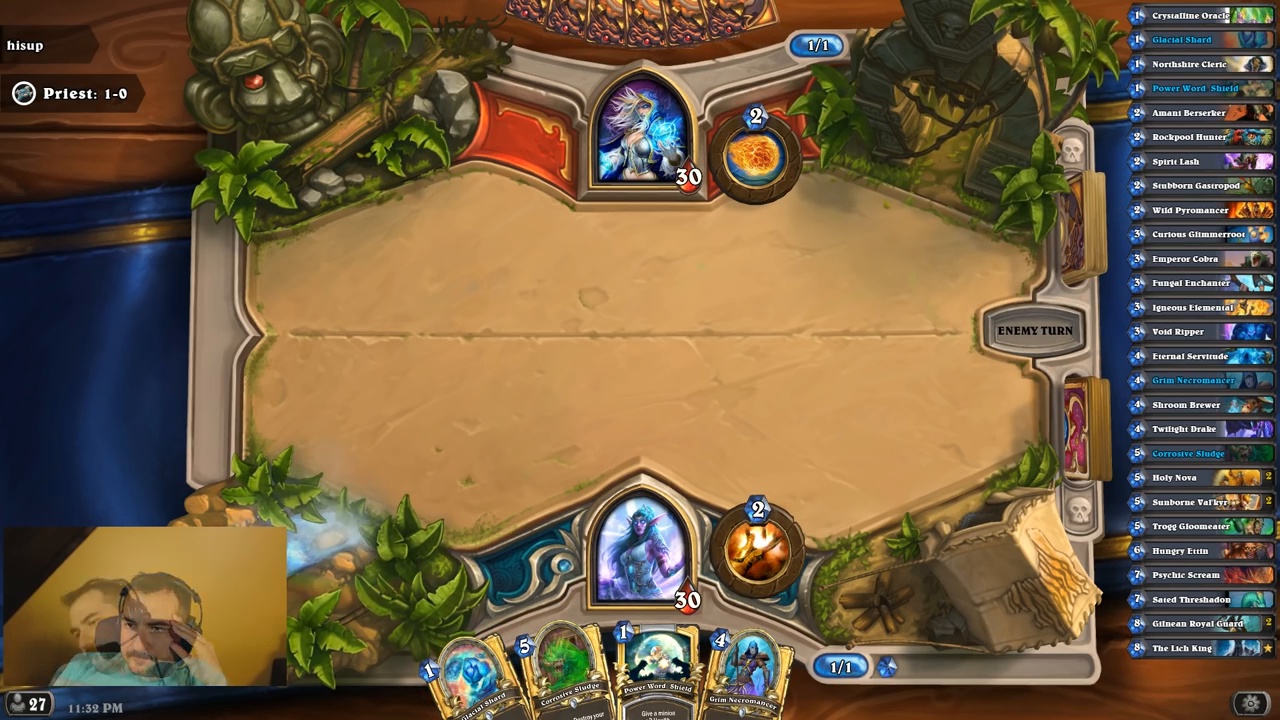 hisup
Priest: 1-0
1/1
2
30
ENEMY TURN
2
30
1
Glacial Shard
5
Corrosive Sludge
Destroy your
1
Power Word: Shield
Give a minion
4
Grim Necromancer
1/1
27
11:32 PM
1 Crystalline Oracle
1 Glacial Shard
1 Northshire Cleric
1 Power Word: Shield
2 Amani Berserker
2 Rockpool Hunter
2 Spirit Lash
2 Stubborn Gastropod
2 Wild Pyromancer
3 Curious Glimmerroot
3 Emperor Cobra
3 Fungal Enchanter
3 Igneous Elemental
3 Void Ripper
4 Eternal Servitude
4 Grim Necromancer
4 Shroom Brewer
4 Twilight Drake
5 Corrosive Sludge
5 Holy Nova 2
5 Sunborne Val'kyr 2
5 Trogg Gloomeater
6 Hungry Ettin
7 Psychic Scream
7 Sated Threshadon
8 Gilnean Royal Guard 2
8 The Lich King